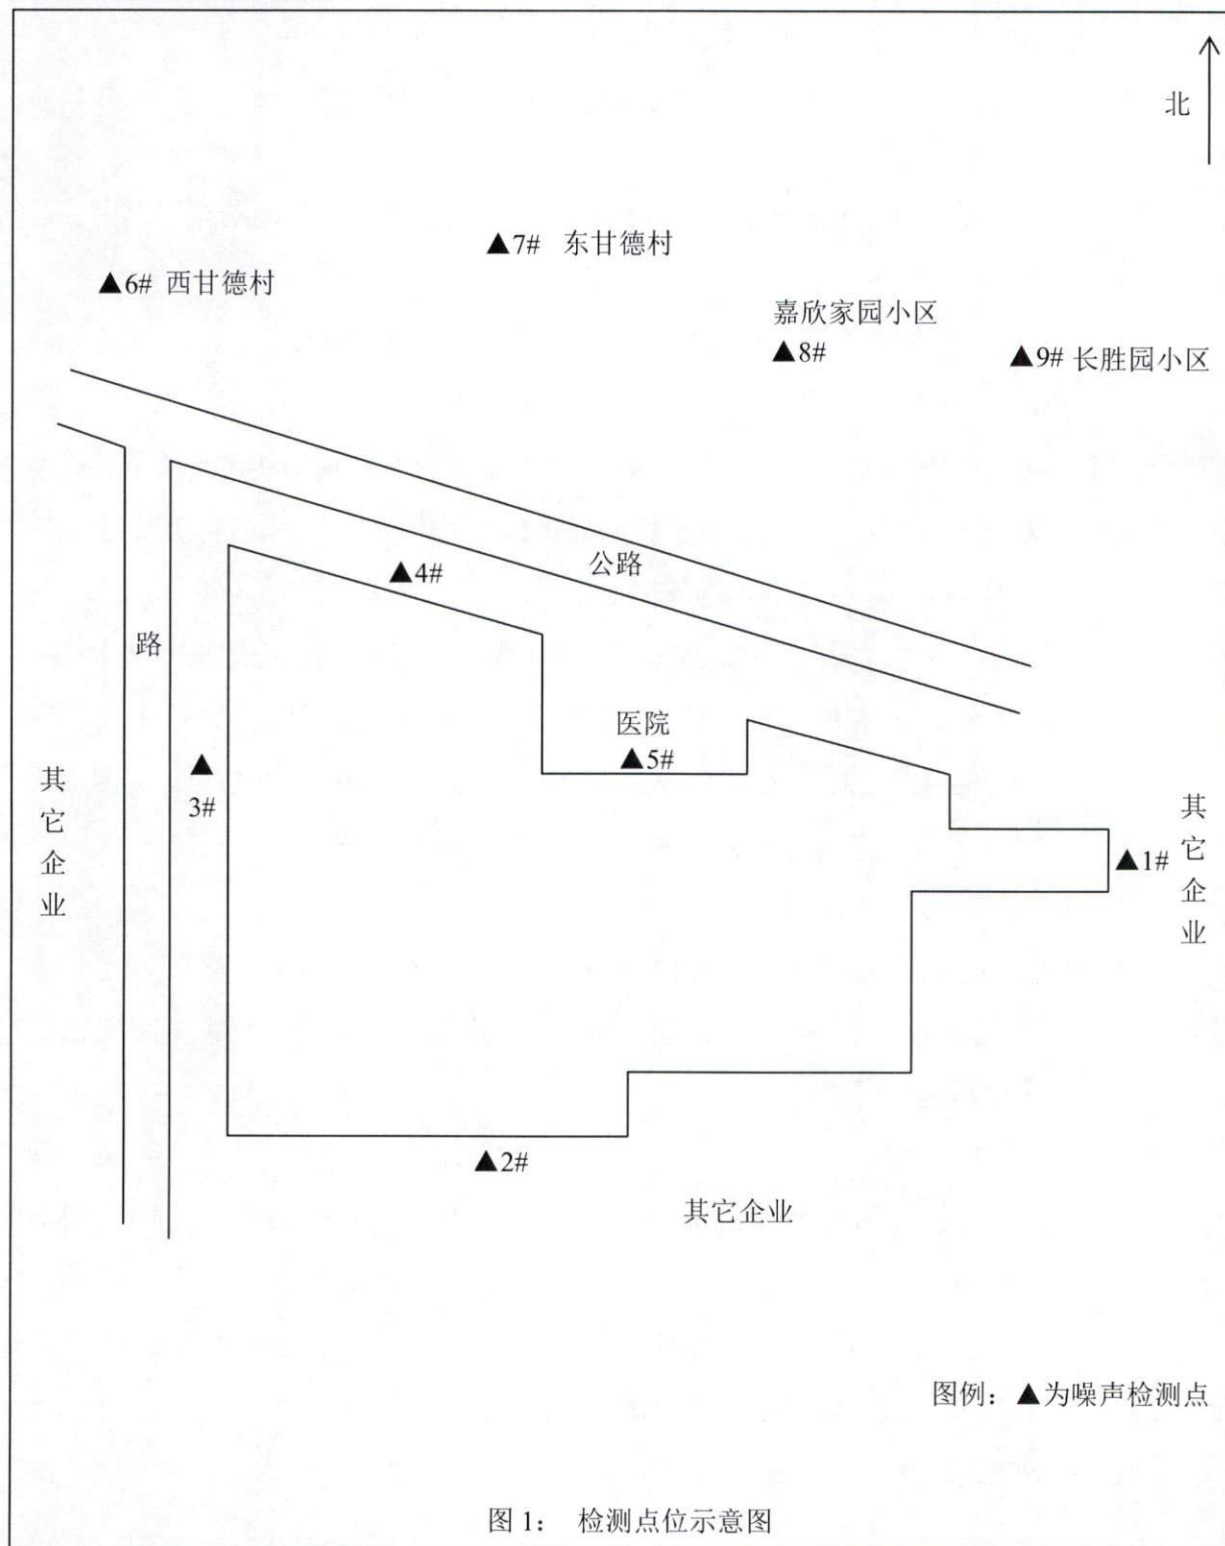 北
▲7# 东甘德村
▲6# 西甘德村
嘉欣家园小区
▲8#
▲9# 长胜园小区
公路
▲4#
路
医院
▲5#
▲
3#
其它企业
其它企业
▲1#
▲2#
其它企业
图例：▲为噪声检测点
图 1： 检测点位示意图